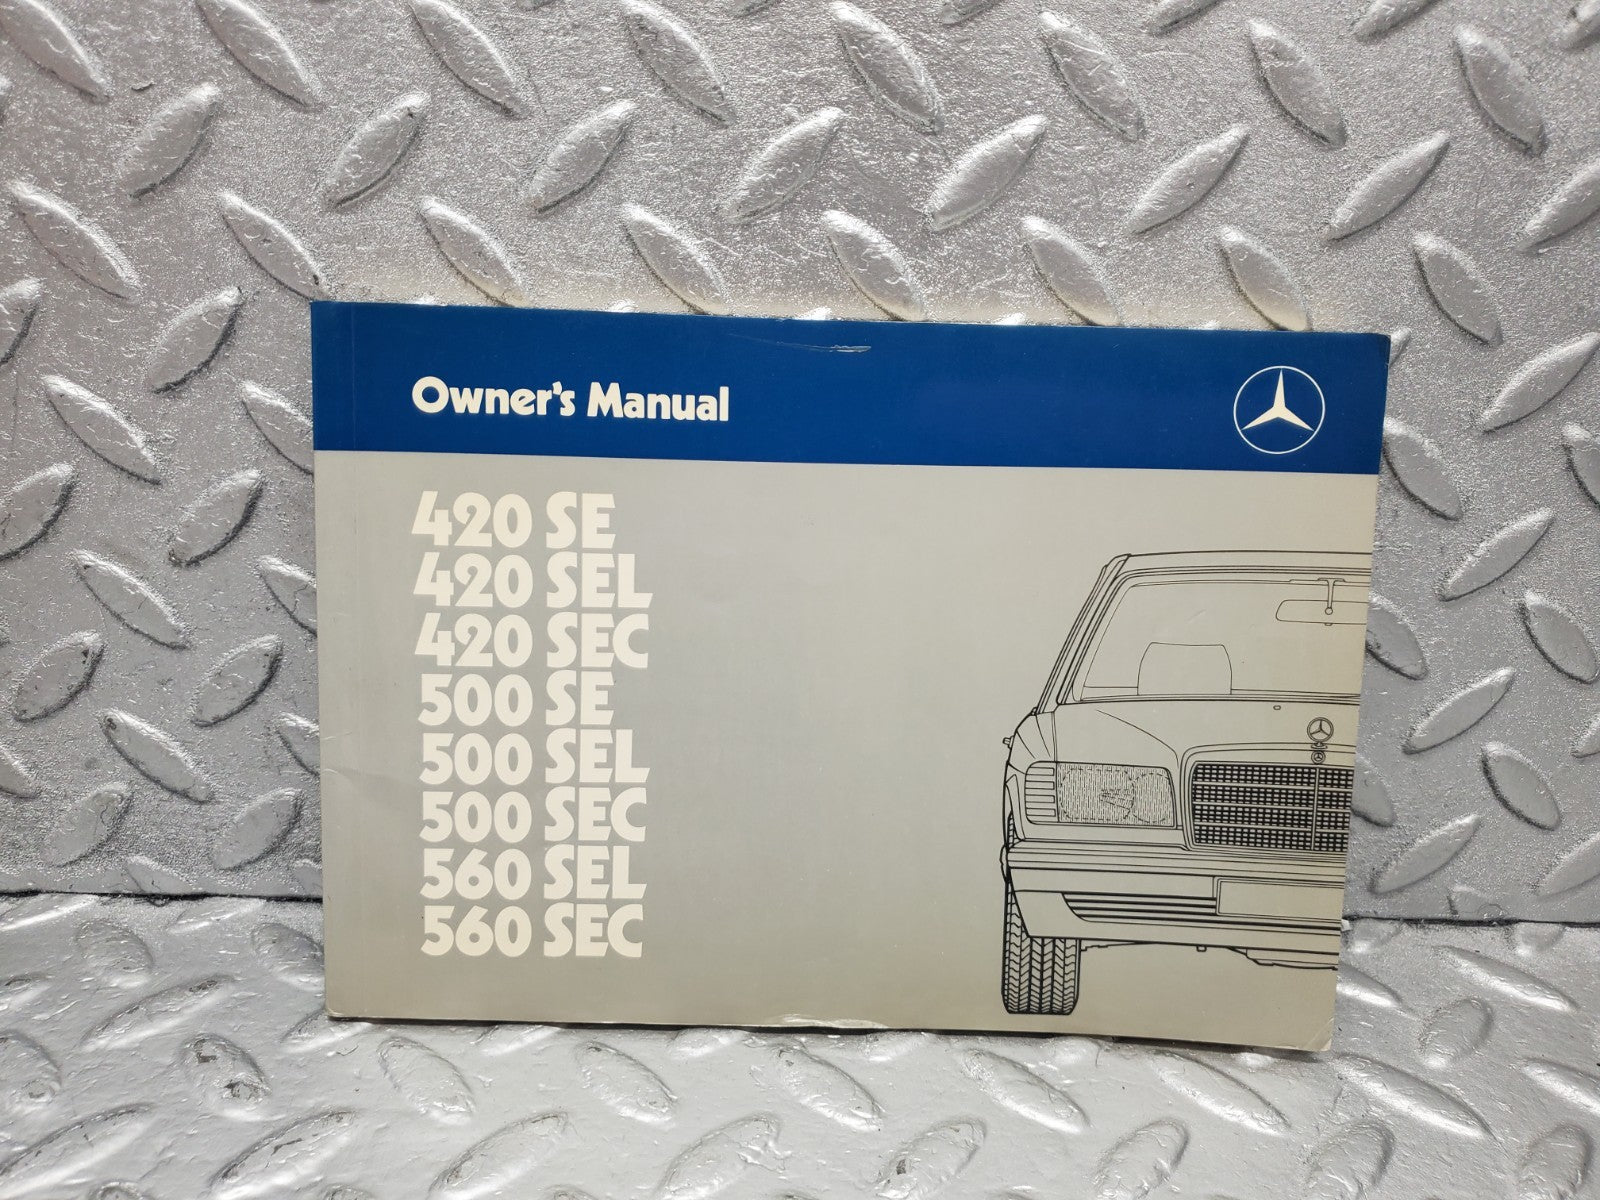 Owner's Manual
420 SE
420 SEL
420 SEC
500 SE
500 SEL
500 SEC
560 SEL
560 SEC